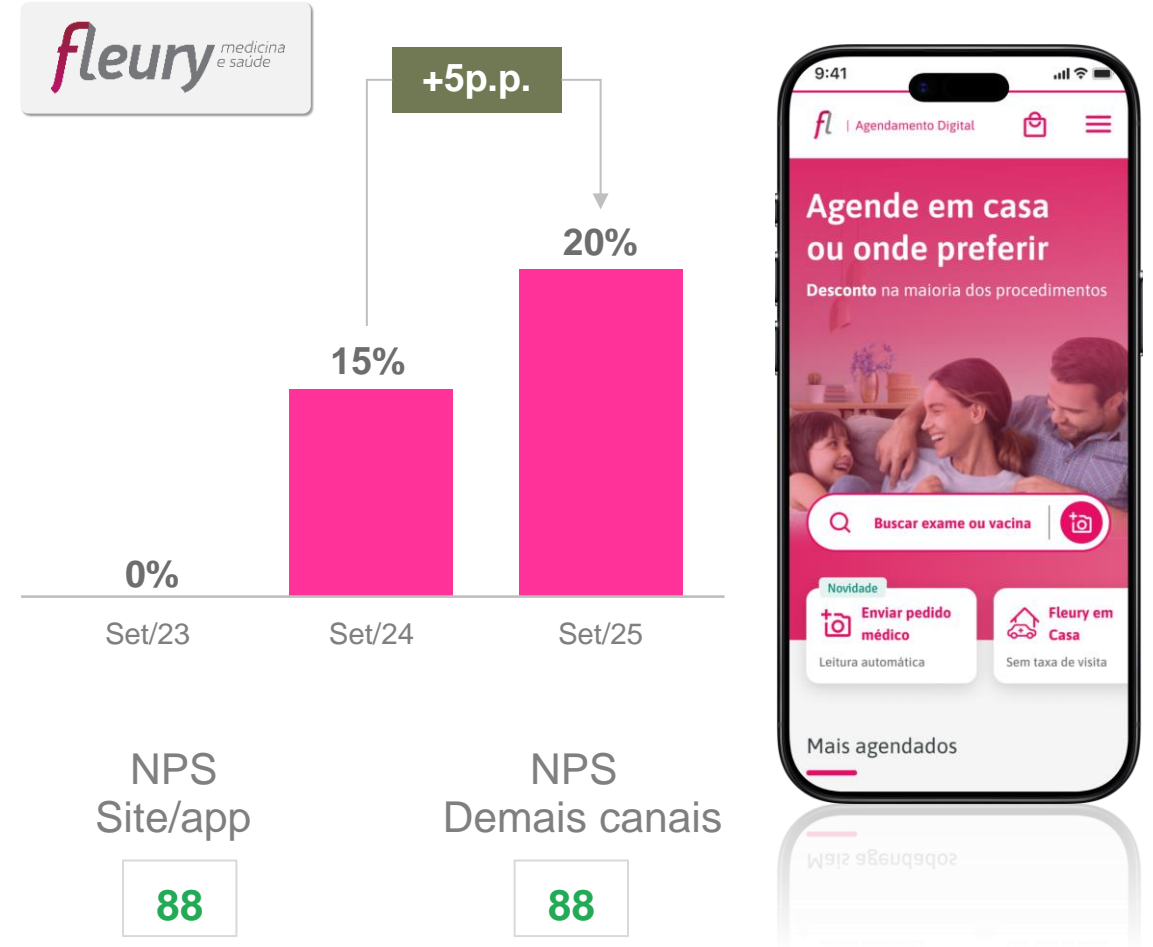 fleury medicina
e saúde
+5p.p.
20%
15%
0%
Set/23
Set/24
Set/25
NPS
Site/app
88
NPS
Demais canais
88
9:41
fl | Agendamento Digital
Agende em casa
ou onde preferir
Desconto na maioria dos procedimentos
Buscar exame ou vacina
Novidade
Enviar pedido
médico
Leitura automática
Fleury em
Casa
Sem taxa de visita
Mais agendados
Mais agendados